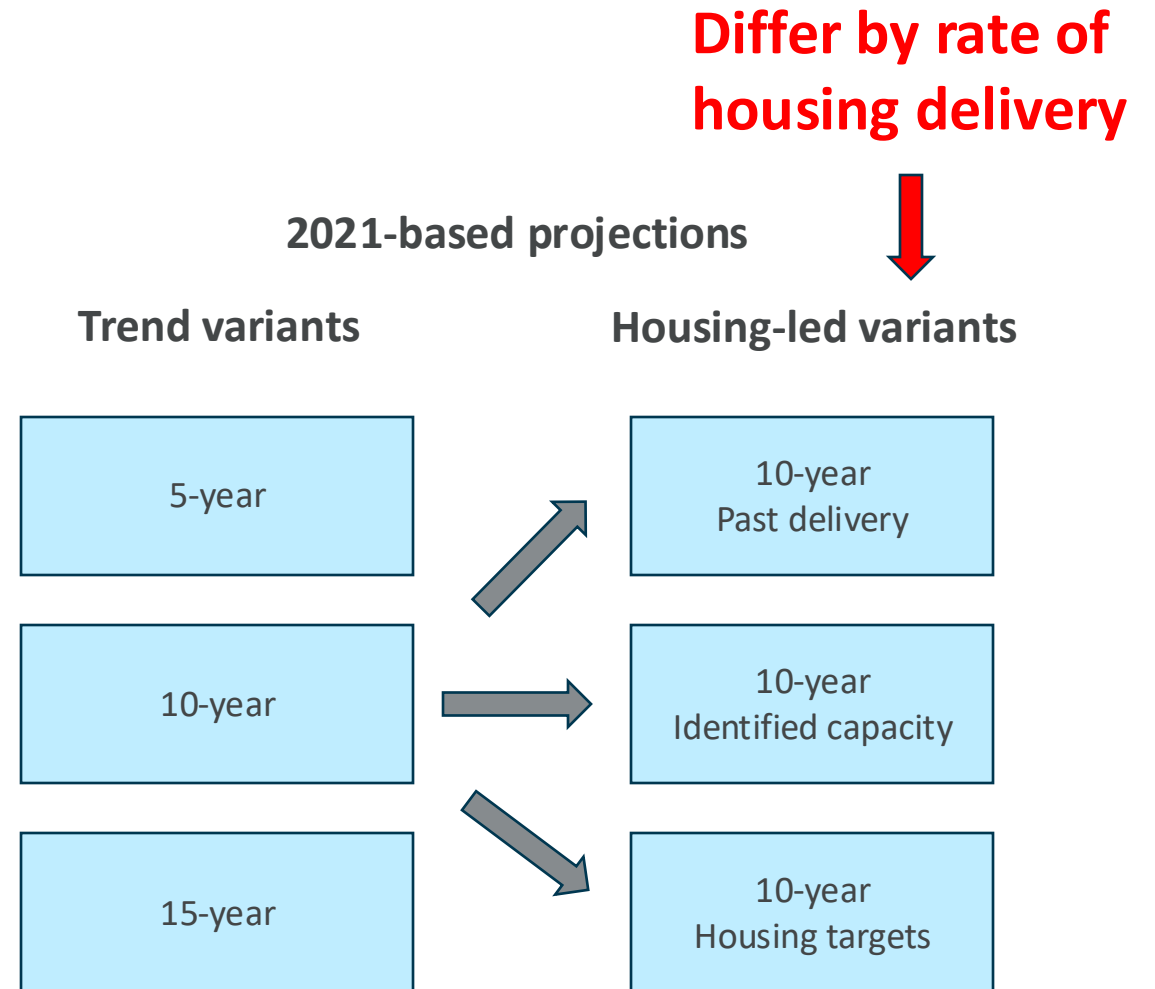 Differ by rate of
housing delivery
2021-based projections
Trend variants
Housing-led variants
5-year
10-year
Past delivery
10-year
10-year
Identified capacity
15-year
10-year
Housing targets